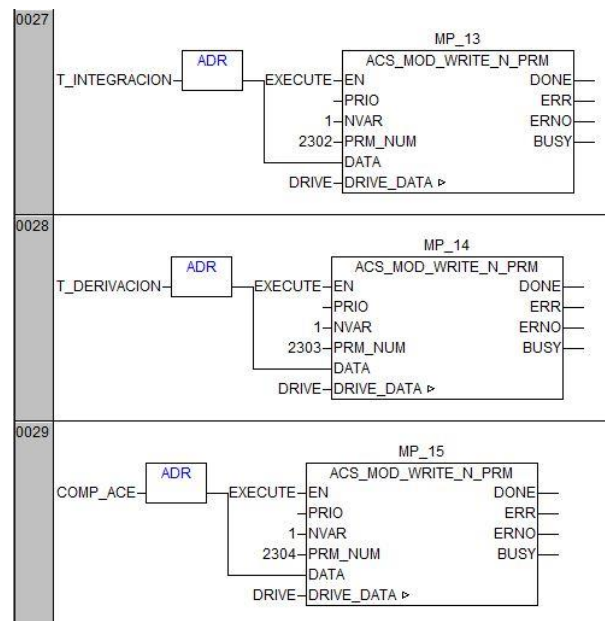 0027
MP_13
ADR
ACS_MOD_WRITE_N_PRM
T_INTEGRACION
EXECUTE EN DONE
PRIO ERR
1 NVAR ERNO
2302 PRM_NUM BUSY
DATA
DRIVE DRIVE_DATA ▹
0028
MP_14
ADR
ACS_MOD_WRITE_N_PRM
T_DERIVACION
EXECUTE EN DONE
PRIO ERR
1 NVAR ERNO
2303 PRM_NUM BUSY
DATA
DRIVE DRIVE_DATA ▹
0029
MP_15
ADR
ACS_MOD_WRITE_N_PRM
COMP_ACE
EXECUTE EN DONE
PRIO ERR
1 NVAR ERNO
2304 PRM_NUM BUSY
DATA
DRIVE DRIVE_DATA ▹